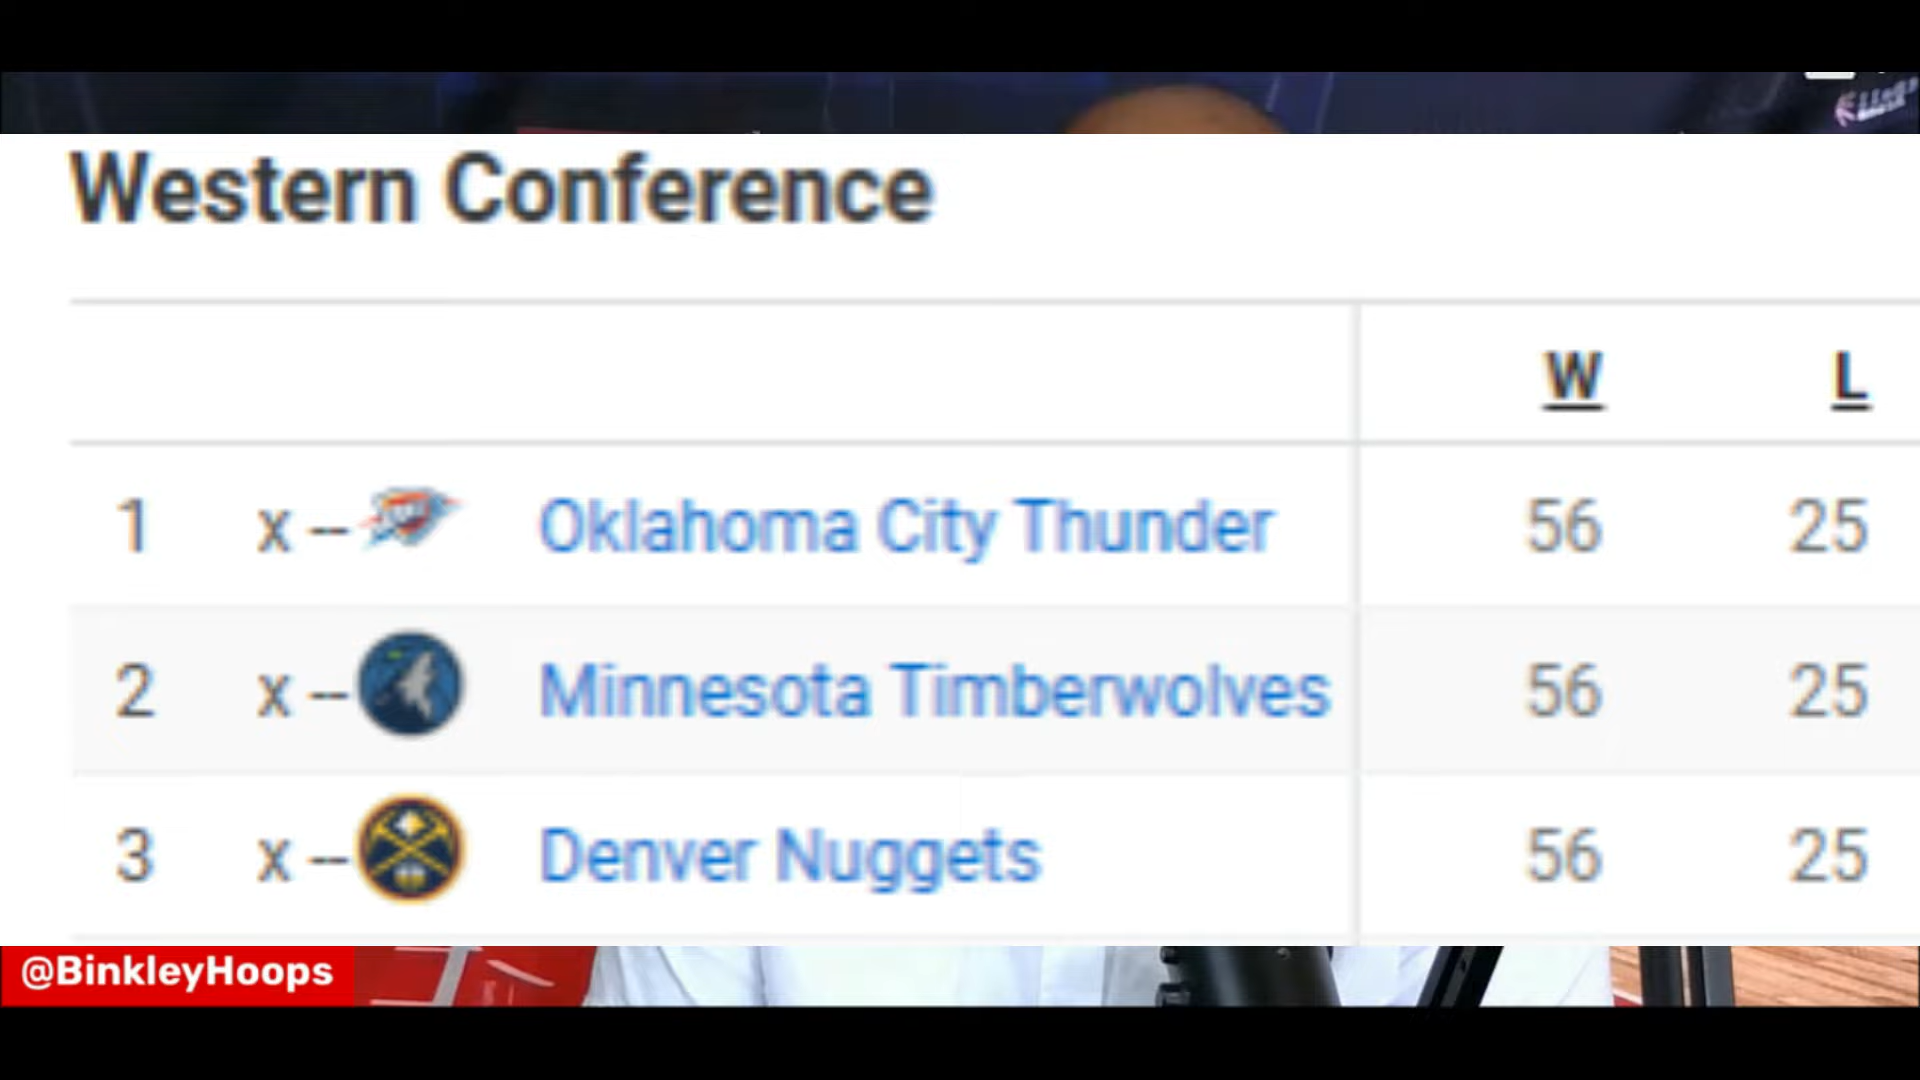 Western Conference
W L
1 x -- Oklahoma City Thunder 56 25
2 x -- Minnesota Timberwolves 56 25
3 x -- Denver Nuggets 56 25
@BinkleyHoops